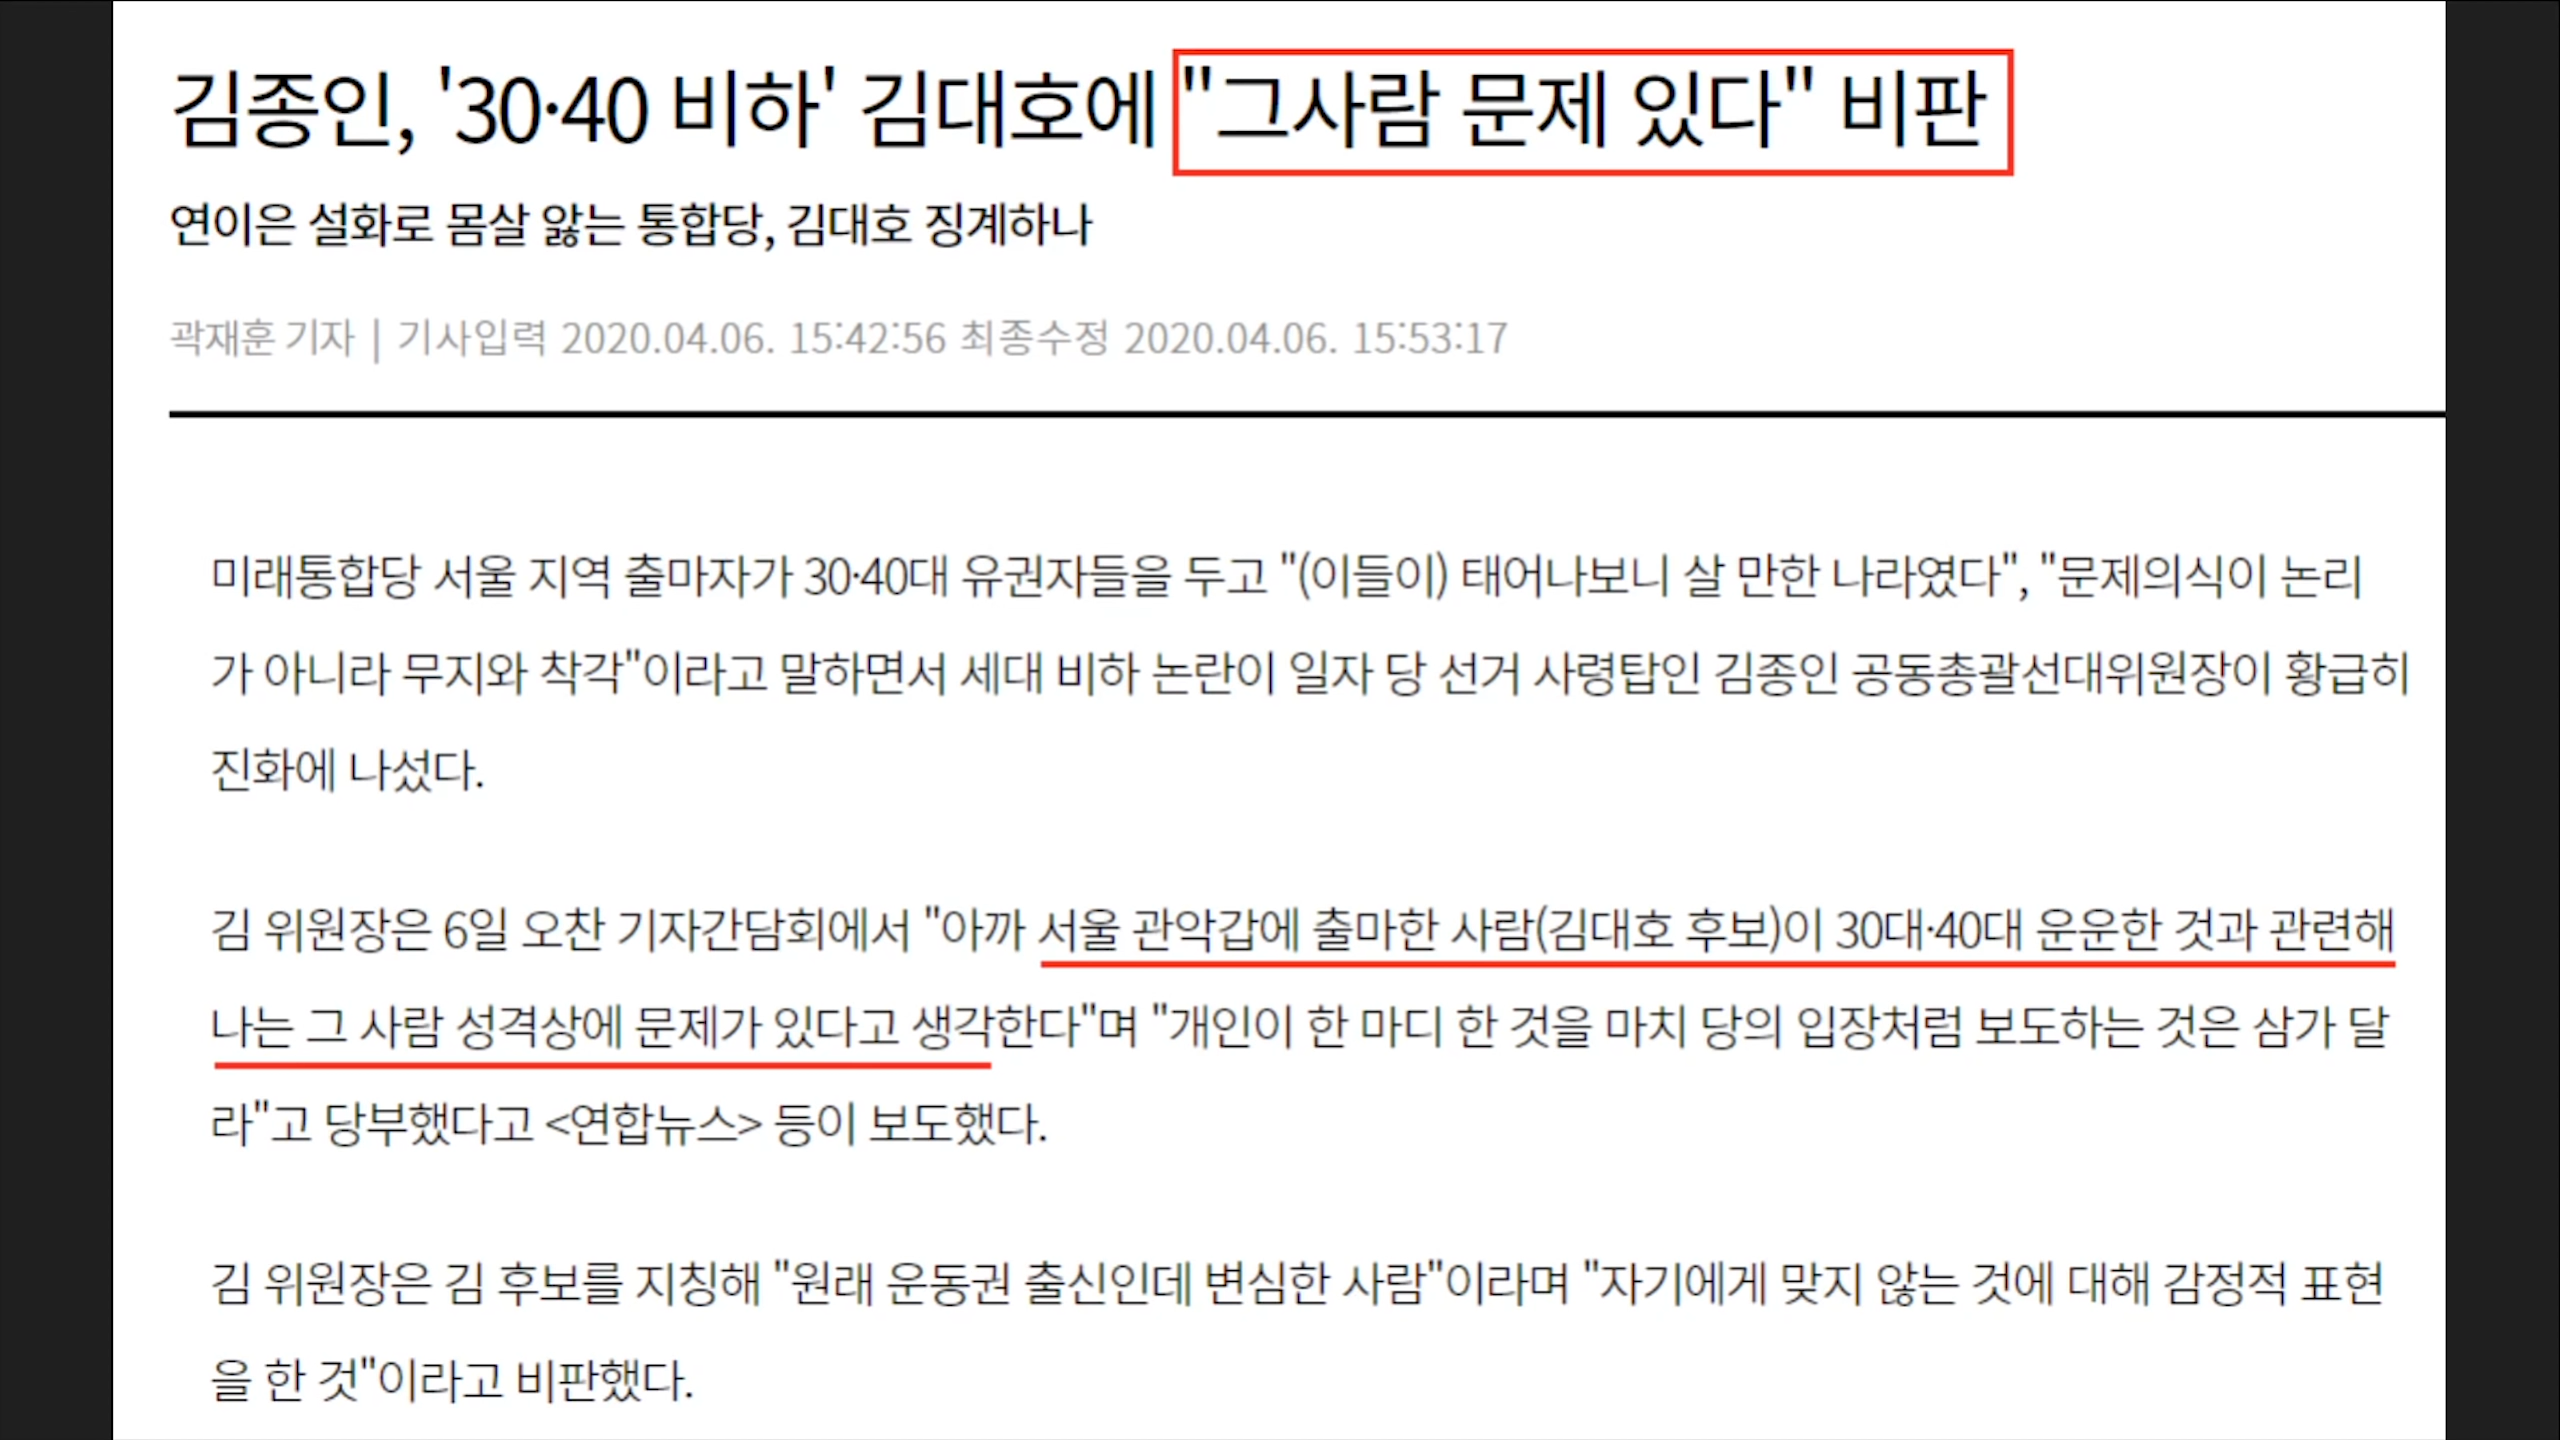 김종인, '30·40 비하' 김대호에 "그사람 문제 있다" 비판
연이은 설화로 몸살 앓는 통합당, 김대호 징계하나
곽재훈 기자 | 기사입력 2020.04.06. 15:42:56 최종수정 2020.04.06. 15:53:17
미래통합당 서울 지역 출마자가 30·40대 유권자들을 두고 "(이들이) 태어나보니 살 만한 나라였다", "문제의식이 논리
가 아니라 무지와 착각"이라고 말하면서 세대 비하 논란이 일자 당 선거 사령탑인 김종인 공동총괄선대위원장이 황급히
진화에 나섰다.
김 위원장은 6일 오찬 기자간담회에서 "아까 서울 관악갑에 출마한 사람(김대호 후보)이 30대·40대 운운한 것과 관련해
나는 그 사람 성격상에 문제가 있다고 생각한다"며 "개인이 한 마디 한 것을 마치 당의 입장처럼 보도하는 것은 삼가 달
라"고 당부했다고 <연합뉴스> 등이 보도했다.
김 위원장은 김 후보를 지칭해 "원래 운동권 출신인데 변심한 사람"이라며 "자기에게 맞지 않는 것에 대해 감정적 표현
을 한 것"이라고 비판했다.